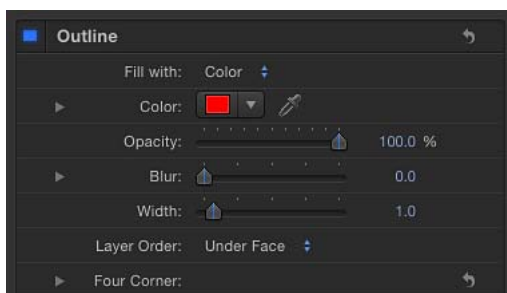 Outline
Fill with: Color
Color:
Opacity: 100.0 %
Blur: 0.0
Width: 1.0
Layer Order: Under Face
Four Corner: